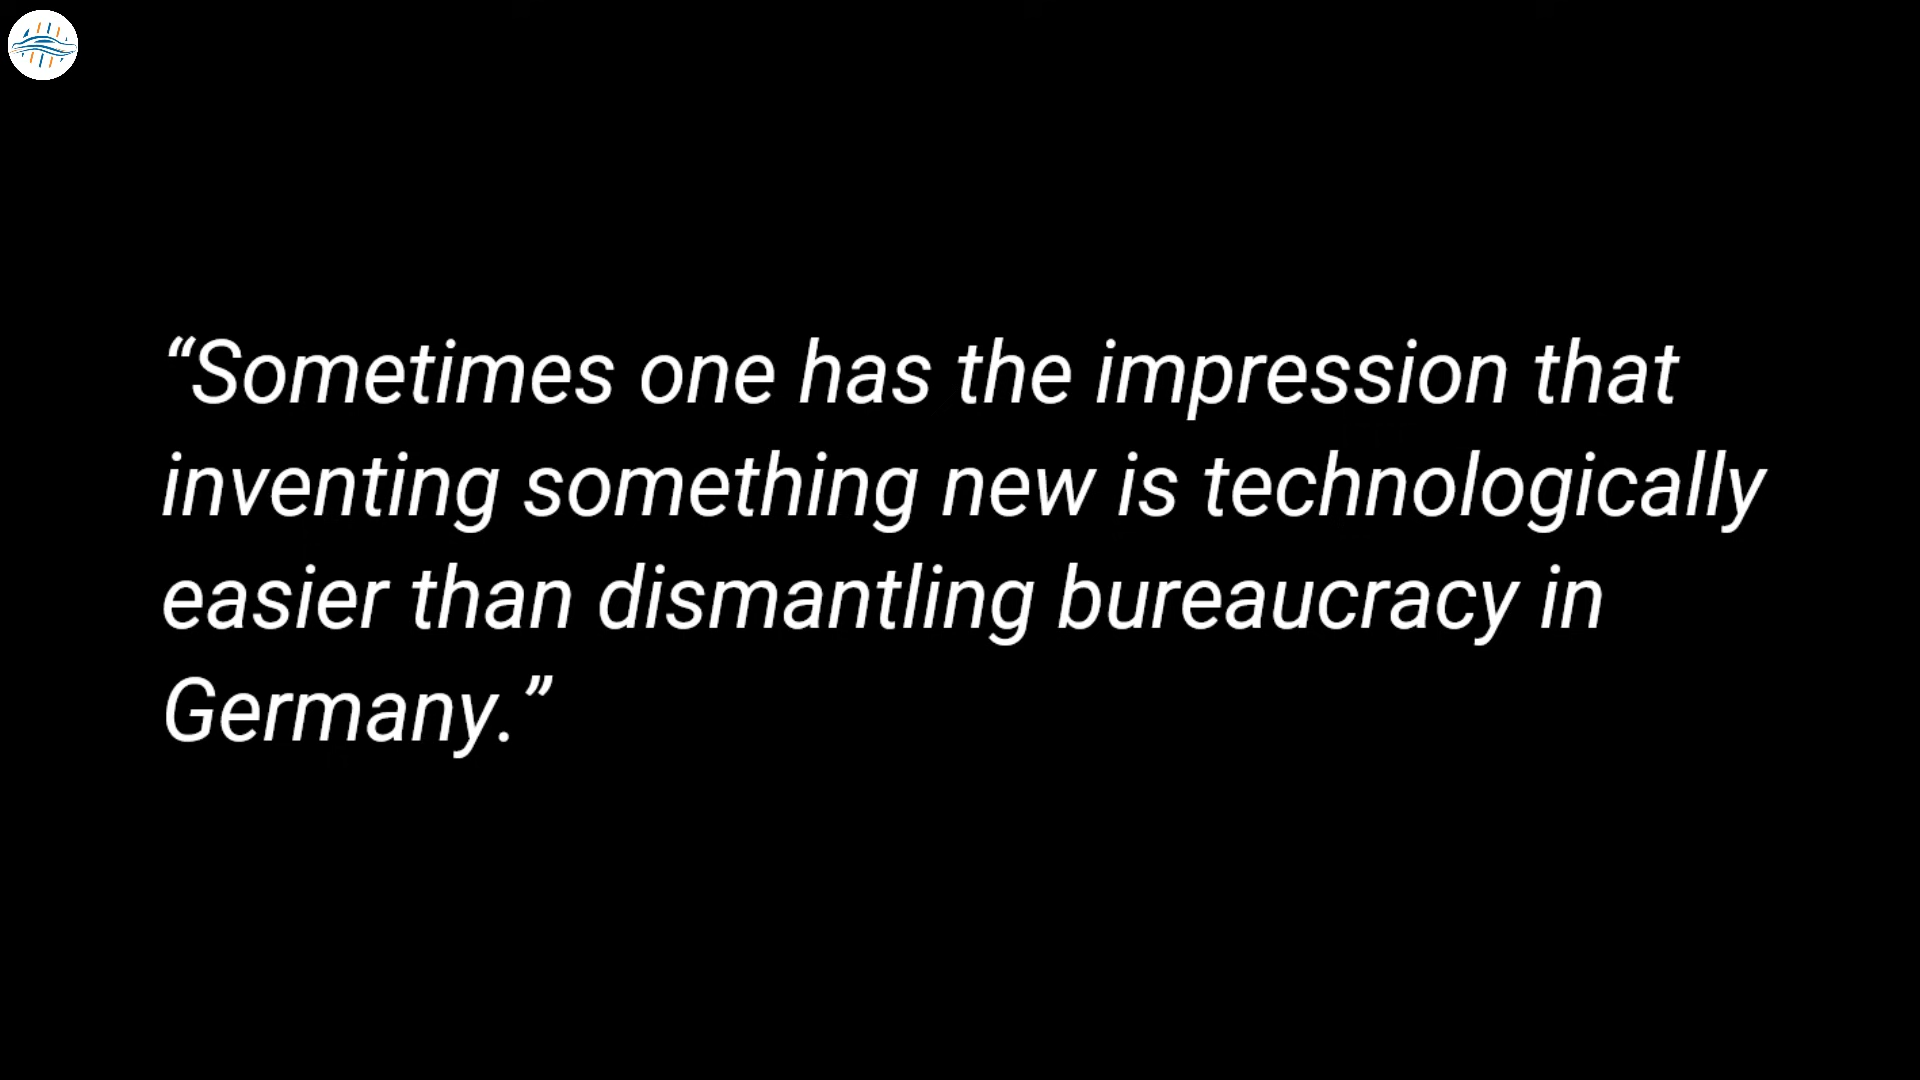 “Sometimes one has the impression that
inventing something new is technologically
easier than dismantling bureaucracy in
Germany.”